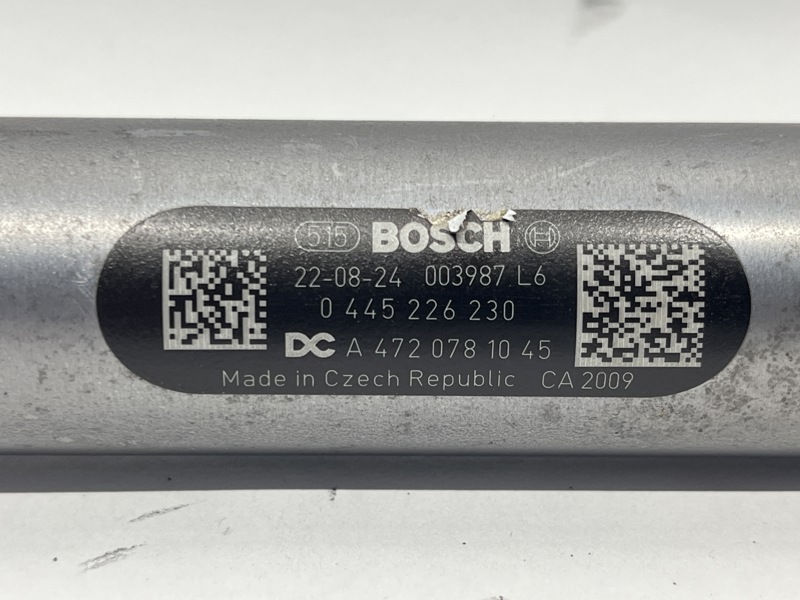 515 BOSCH
22-08-24 003987 L6
0 445 226 230
DC A 472 078 10 45
Made in Czech Republic CA 2009